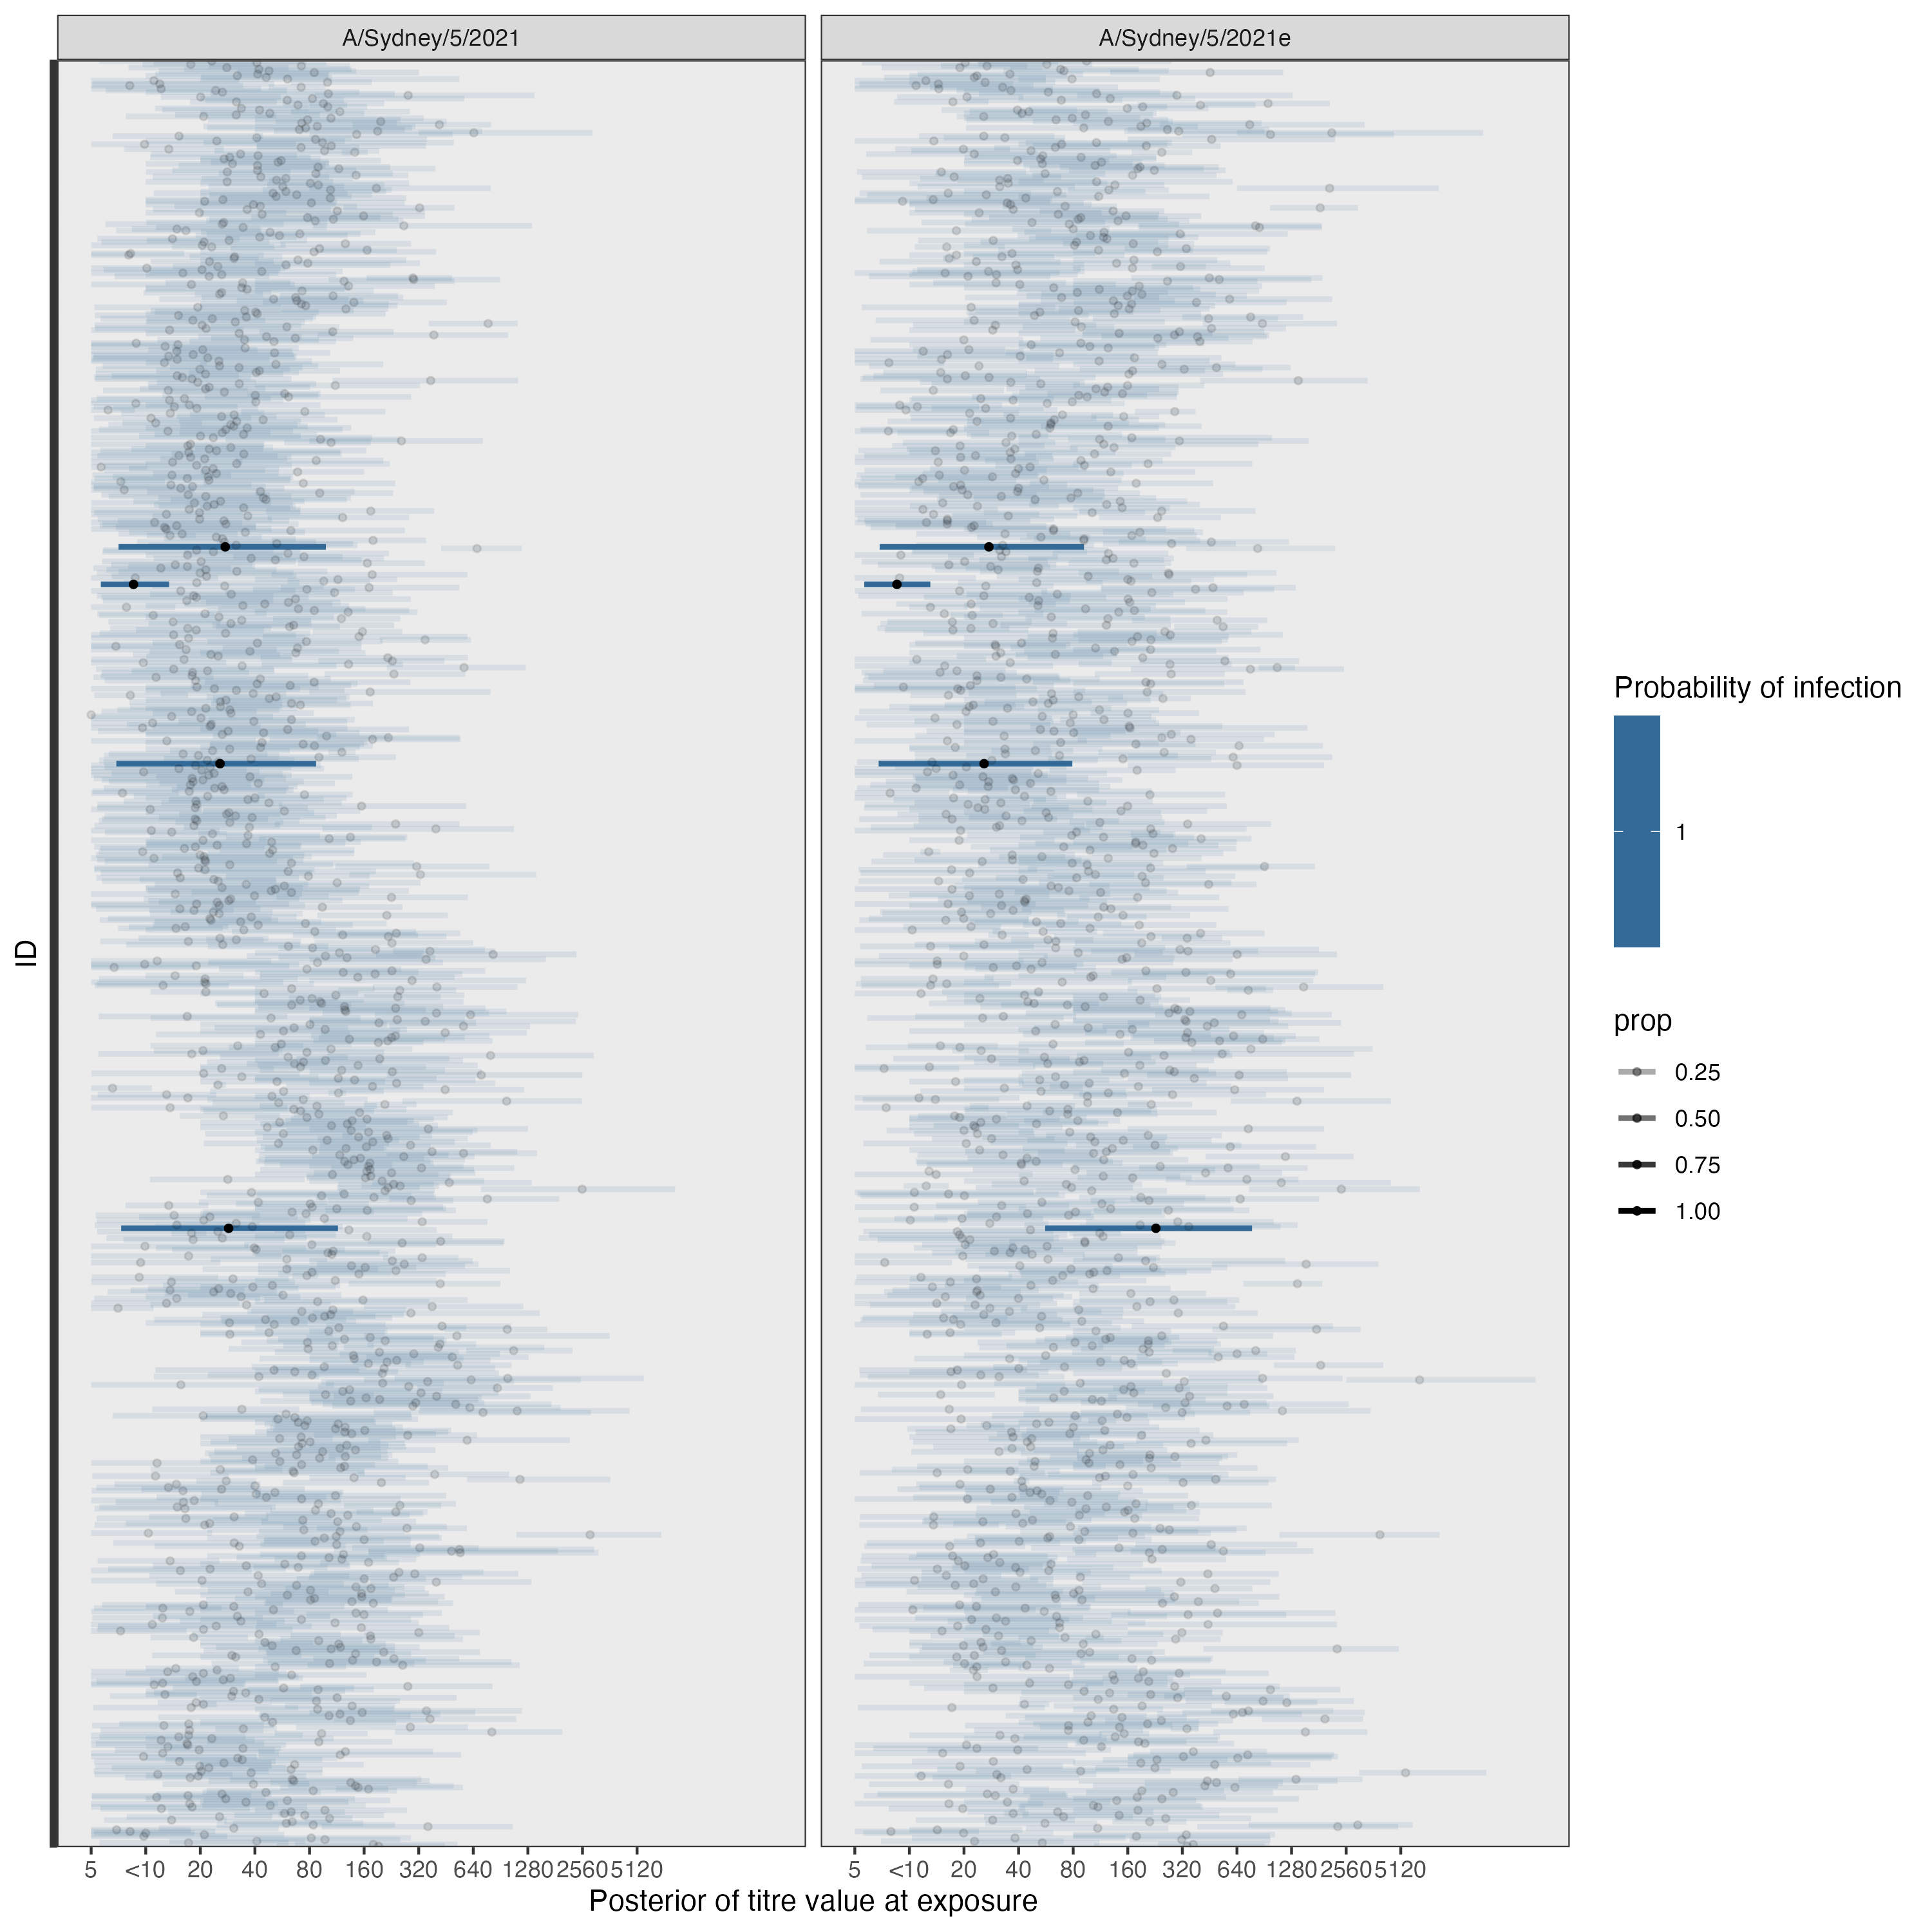 A/Sydney/5/2021
A/Sydney/5/2021e
ID
5 <10 20 40 80 160 320 640 1280 2560 5120
5 <10 20 40 80 160 320 640 1280 2560 5120
Posterior of titre value at exposure
Probability of infection
1
prop
0.25
0.50
0.75
1.00